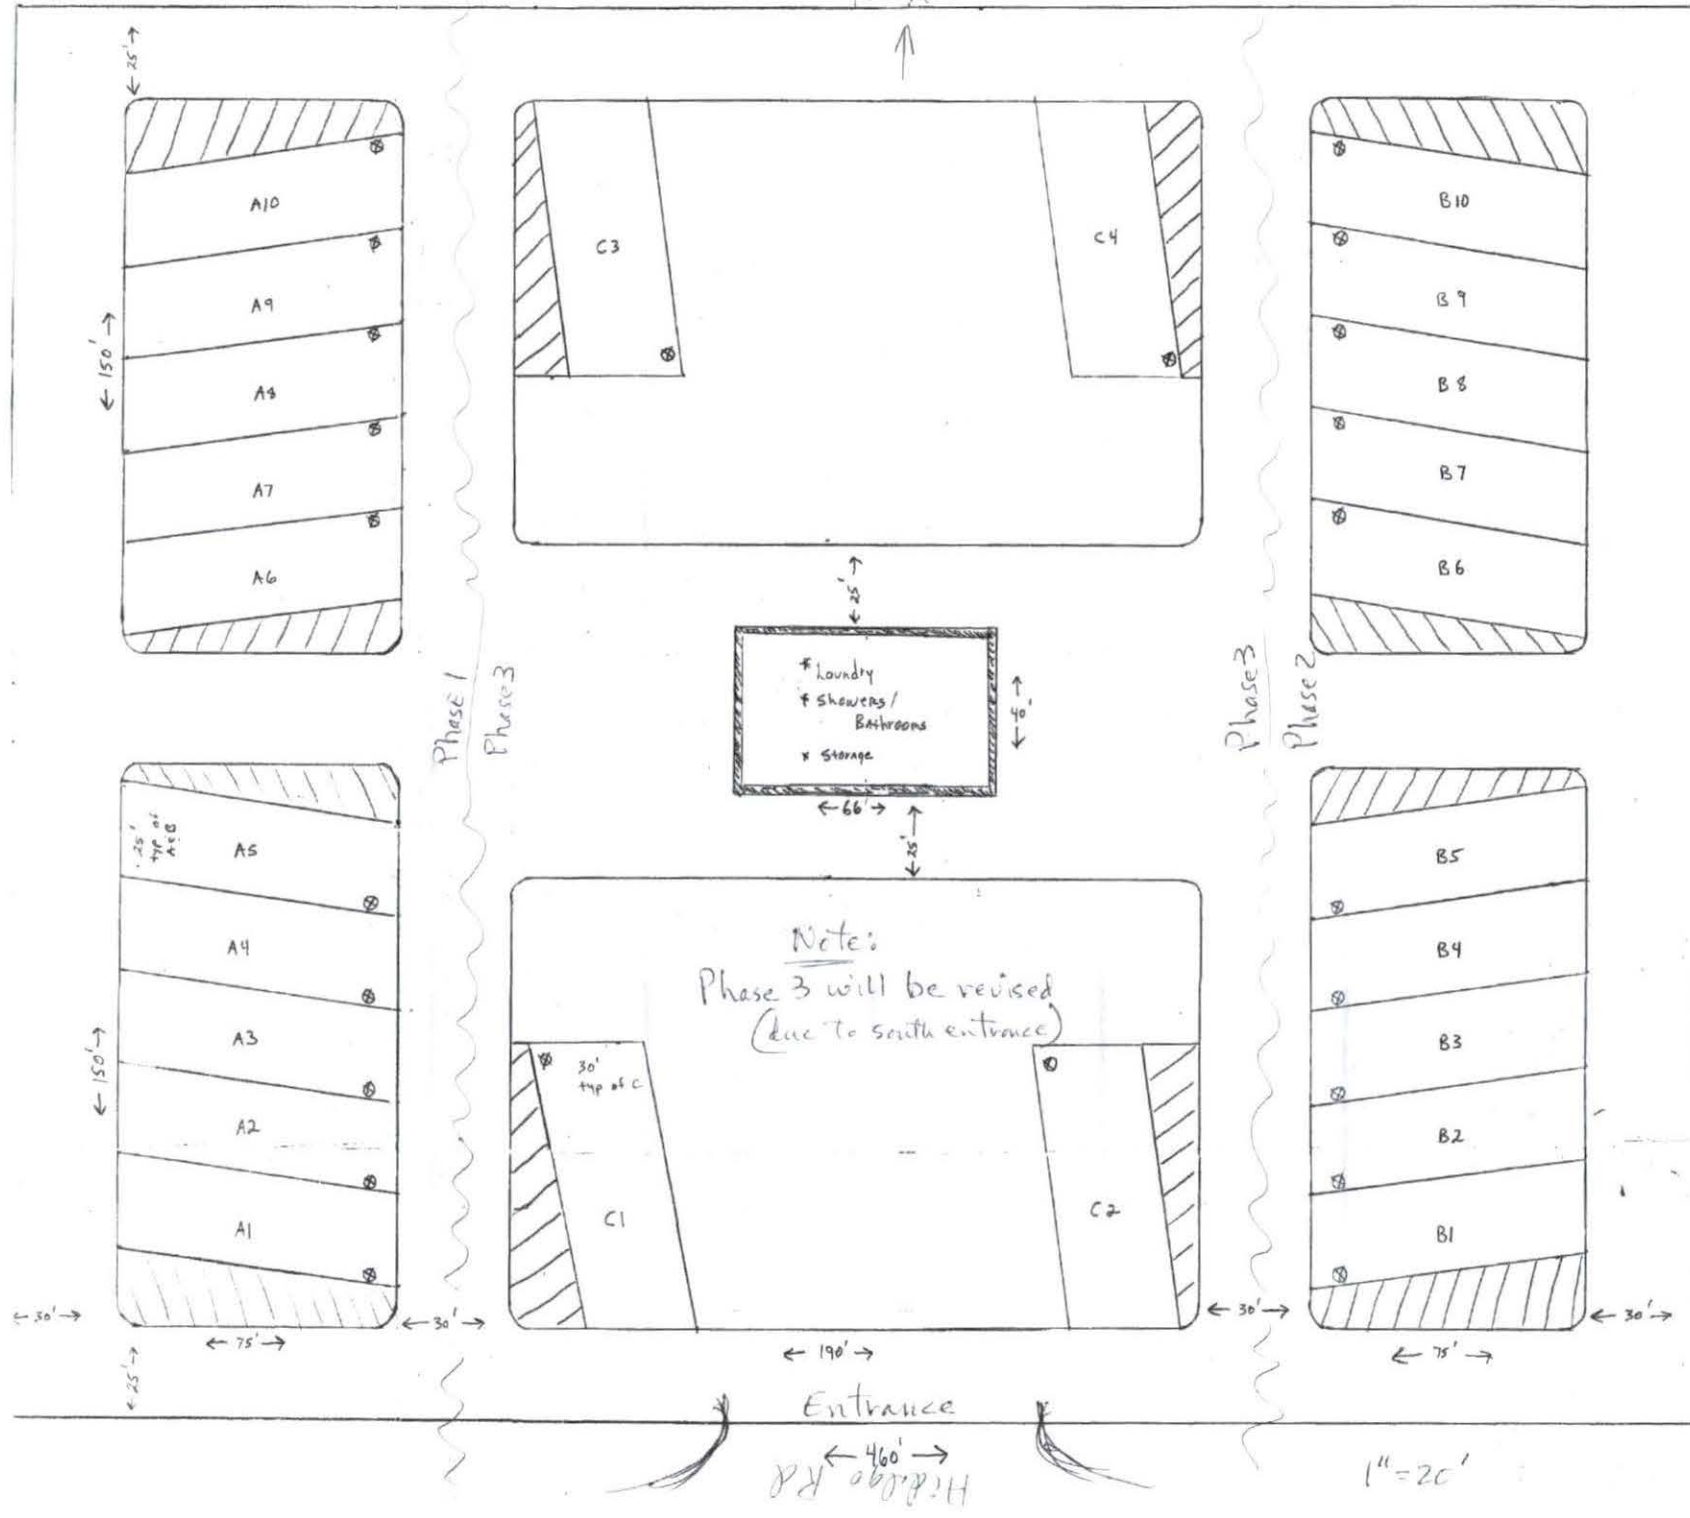 ← 25' →
A10
A9
A8
A7
A6
← 150' →
C3
C4
B10
B9
B8
B7
B6
← 25' →
* Loundry
* Showers/
Bathrooms
* Storage
← 40' →
← 66' →
← 25' →
Phase 1
Phase 3
Phase 3
Phase 2
25'
typ of
A&B
A5
A4
A3
A2
A1
← 150' →
Note:
Phase 3 will be revised
(due To south entrance)
30'
typ of C
C1
C2
B5
B4
B3
B2
B1
← 30' →
← 75' →
← 30' →
← 190' →
← 30' →
← 75' →
← 30' →
← 25' →
Entrance
← 460' →
Hidalgo Rd
1" = 20'